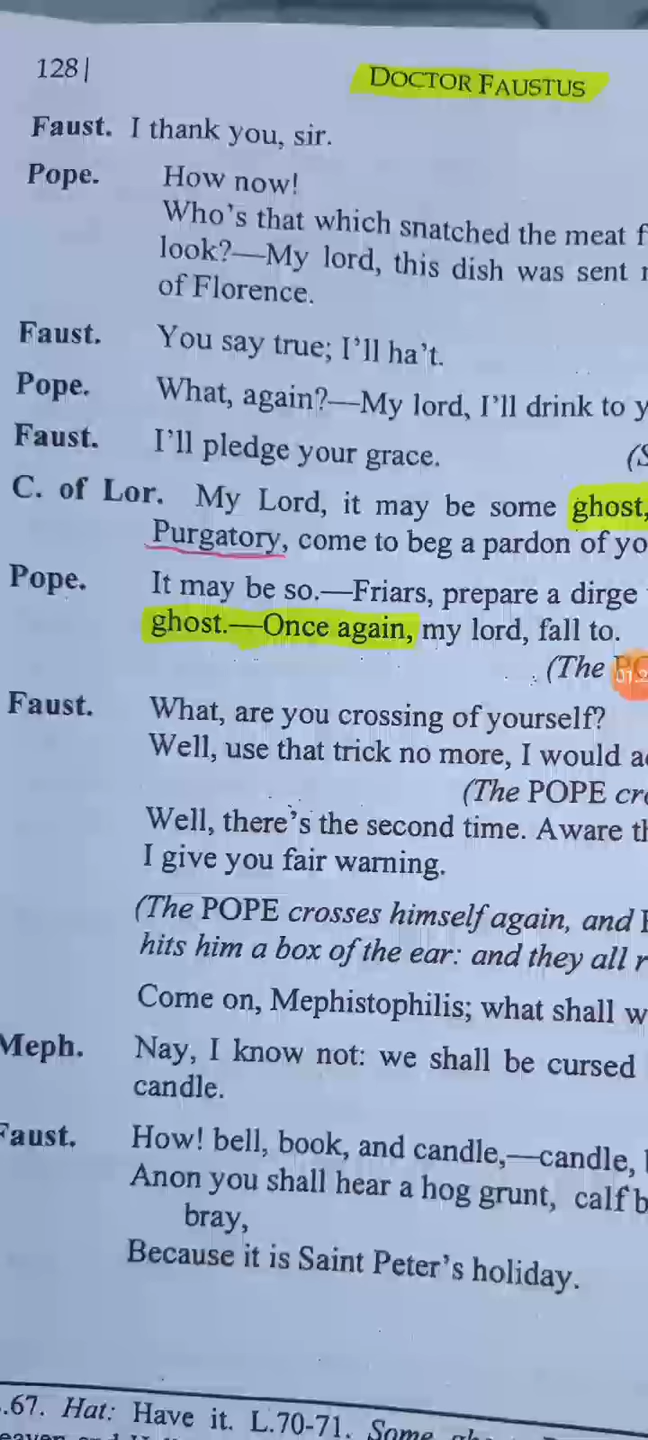 128|
DOCTOR FAUSTUS
Faust. I thank you, sir.
Pope. How now!
Who's that which snatched the meat f
look?—My lord, this dish was sent
of Florence.
Faust. You say true; I'll ha't.
Pope. What, again?—My lord, I'll drink to y
Faust. I'll pledge your grace. (S
C. of Lor. My Lord, it may be some ghost,
Purgatory, come to beg a pardon of yo
Pope. It may be so.—Friars, prepare a dirge
ghost.—Once again, my lord, fall to.
(The
Faust. What, are you crossing of yourself?
Well, use that trick no more, I would a
(The POPE cr
Well, there's the second time. Aware th
I give you fair warning.
(The POPE crosses himself again, and
hits him a box of the ear: and they all r
Come on, Mephistophilis; what shall w
Meph. Nay, I know not: we shall be cursed
candle.
Faust. How! bell, book, and candle,—candle,
Anon you shall hear a hog grunt, calf b
bray,
Because it is Saint Peter's holiday.
.67. Hat: Have it. L.70-71. Some